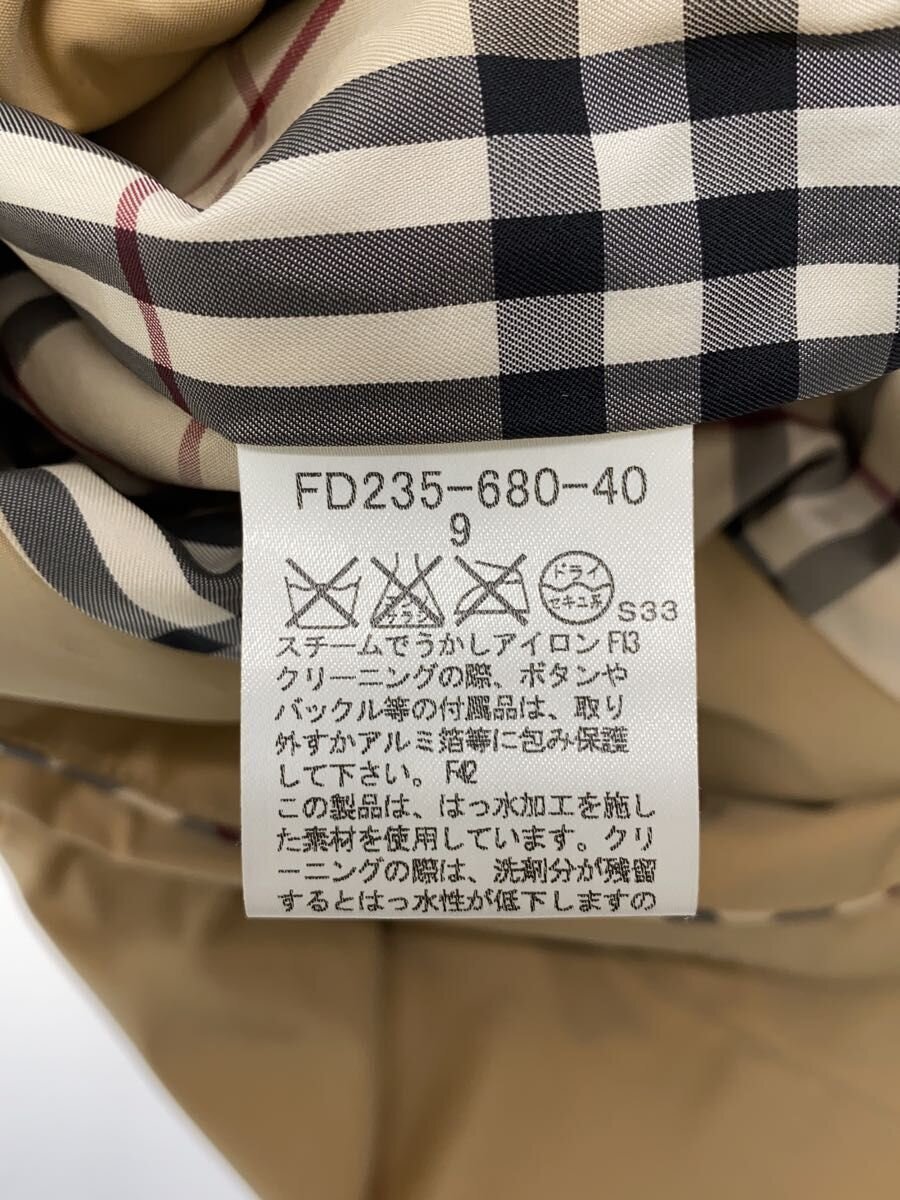 FD235-680-40
9
エンソ
サラシ
ドライ
セキユ系
S33
スチームでうかしアイロン F13
クリーニングの際、ボタンや
バックル等の付属品は、取り
外すかアルミ箔等に包み保護
して下さい。 F42
この製品は、はっ水加工を施し
た素材を使用しています。クリ
ーニングの際は、洗剤分が残留
するとはっ水性が低下しますの